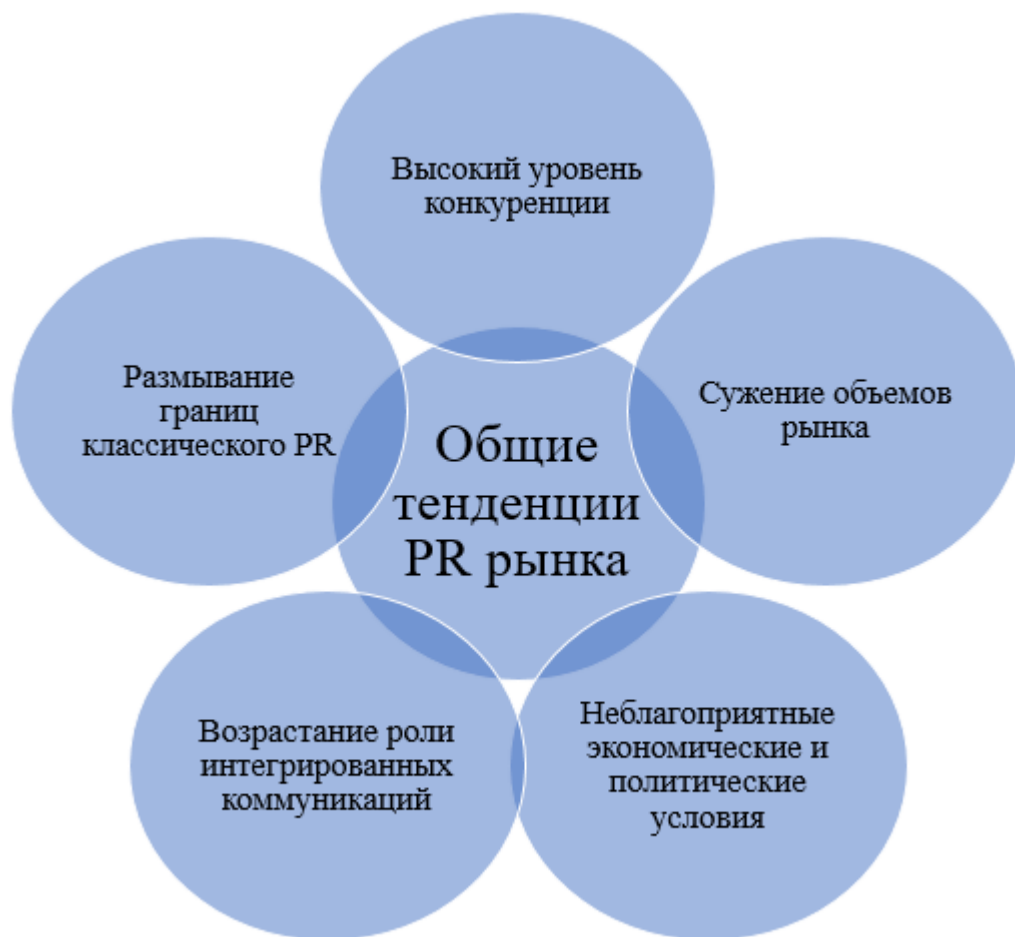 Высокий уровень
конкуренции
Размывание
границ
классического PR
Сужение объемов
рынка
Общие
тенденции
PR рынка
Возрастание роли
интегрированных
коммуникаций
Неблагоприятные
экономические и
политические
условия